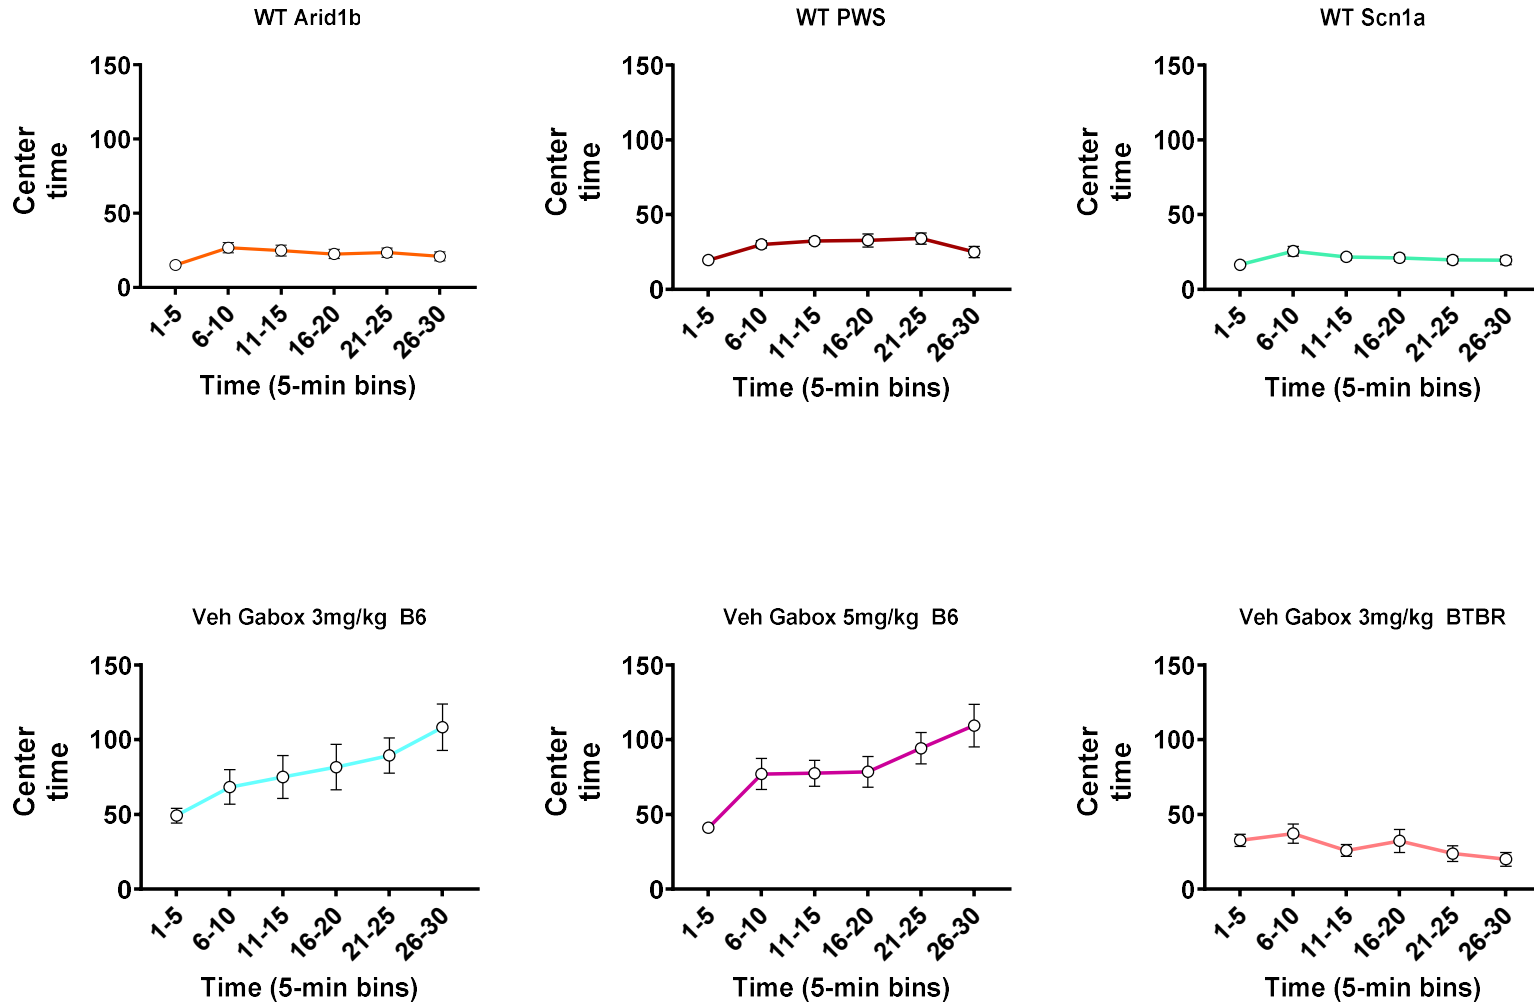 WT Arid1b
150
100
50
0
Center
time
1-5
6-10
11-15
16-20
21-25
26-30
Time (5-min bins)
WT PWS
150
100
50
0
Center
time
1-5
6-10
11-15
16-20
21-25
26-30
Time (5-min bins)
WT Scn1a
150
100
50
0
Center
time
1-5
6-10
11-15
16-20
21-25
26-30
Time (5-min bins)
Veh Gabox 3mg/kg B6
150
100
50
0
Center
time
1-5
6-10
11-15
16-20
21-25
26-30
Time (5-min bins)
Veh Gabox 5mg/kg B6
150
100
50
0
Center
time
1-5
6-10
11-15
16-20
21-25
26-30
Time (5-min bins)
Veh Gabox 3mg/kg BTBR
150
100
50
0
Center
time
1-5
6-10
11-15
16-20
21-25
26-30
Time (5-min bins)